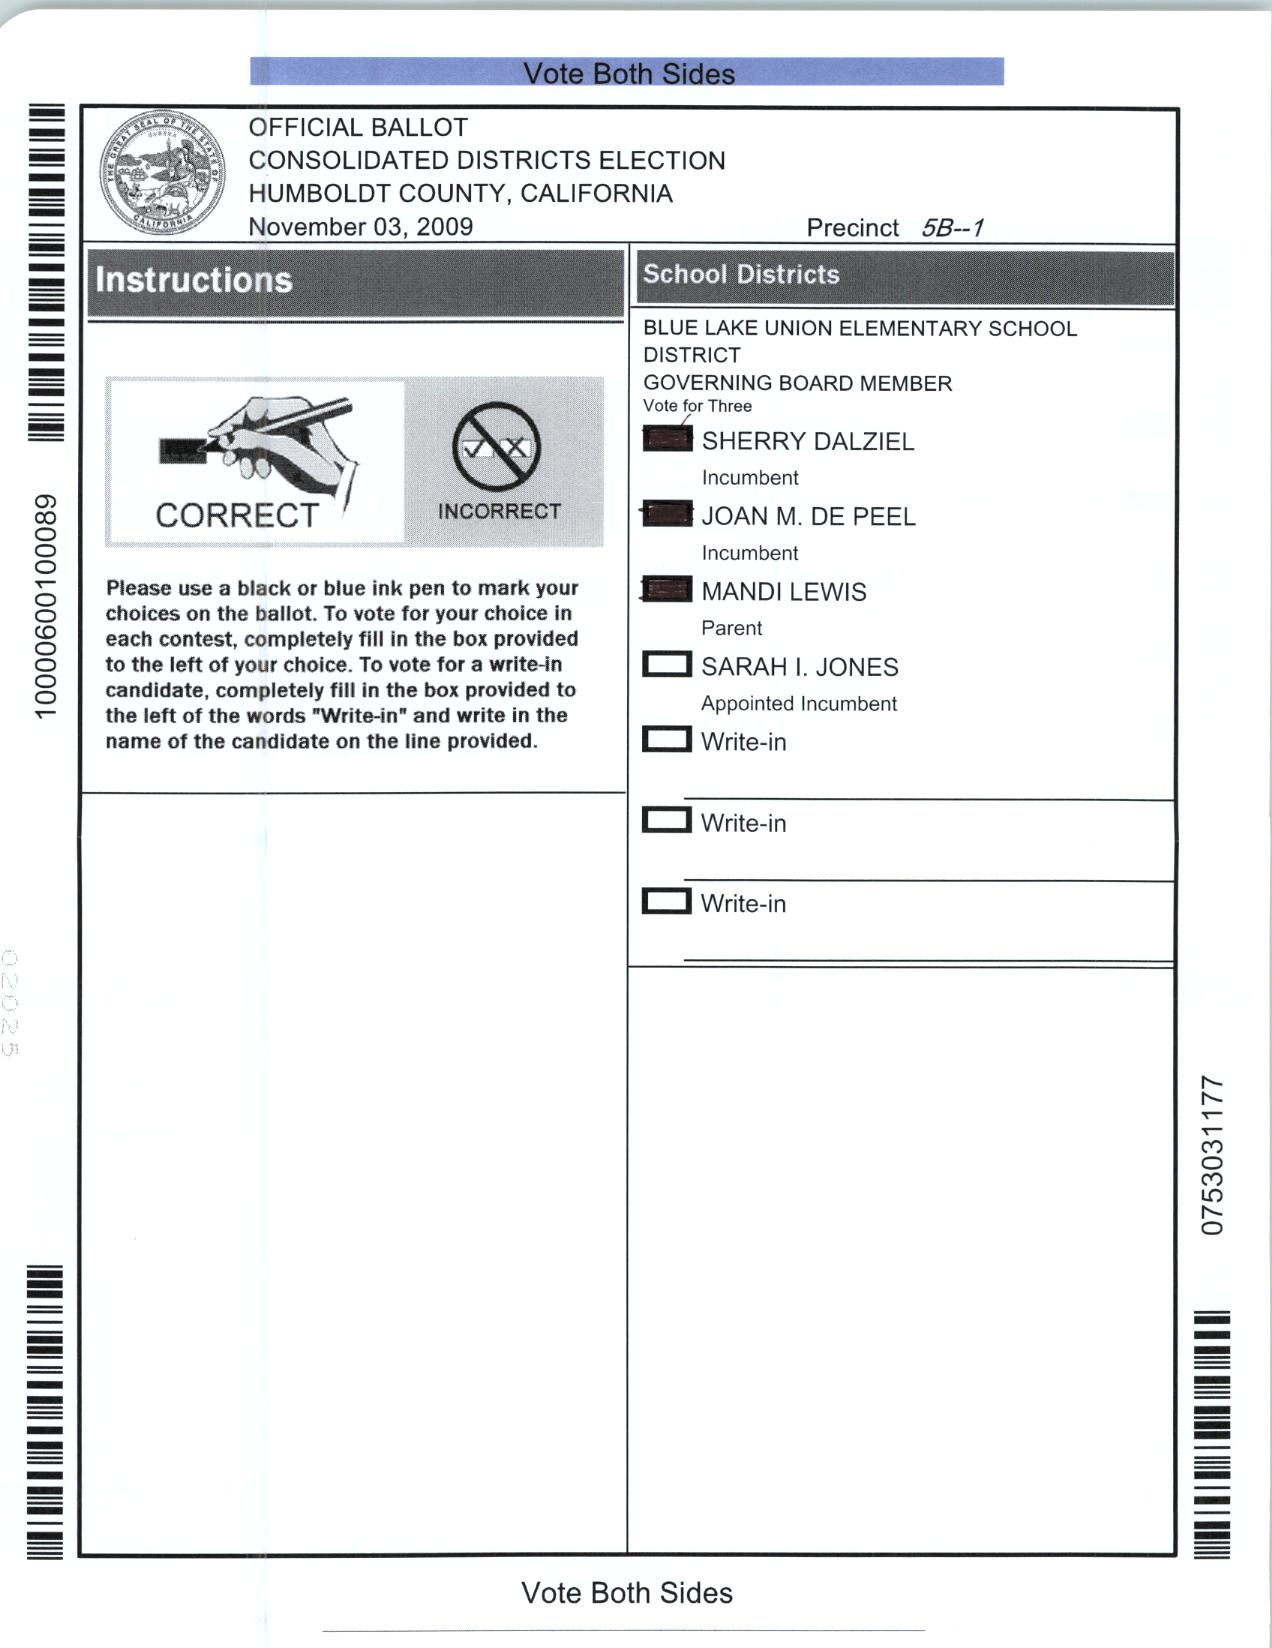 Vote Both Sides
OFFICIAL BALLOT
CONSOLIDATED DISTRICTS ELECTION
HUMBOLDT COUNTY, CALIFORNIA
November 03, 2009
Precinct 5B--1
THE GREAT SEAL OF THE STATE OF CALIFORNIA
EUREKA
Instructions
CORRECT
INCORRECT
Please use a black or blue ink pen to mark your
choices on the ballot. To vote for your choice in
each contest, completely fill in the box provided
to the left of your choice. To vote for a write-in
candidate, completely fill in the box provided to
the left of the words "Write-in" and write in the
name of the candidate on the line provided.
School Districts
BLUE LAKE UNION ELEMENTARY SCHOOL
DISTRICT
GOVERNING BOARD MEMBER
Vote for Three
SHERRY DALZIEL
Incumbent
JOAN M. DE PEEL
Incumbent
MANDI LEWIS
Parent
SARAH I. JONES
Appointed Incumbent
Write-in
Write-in
Write-in
10000600100089
02025
0753031177
Vote Both Sides